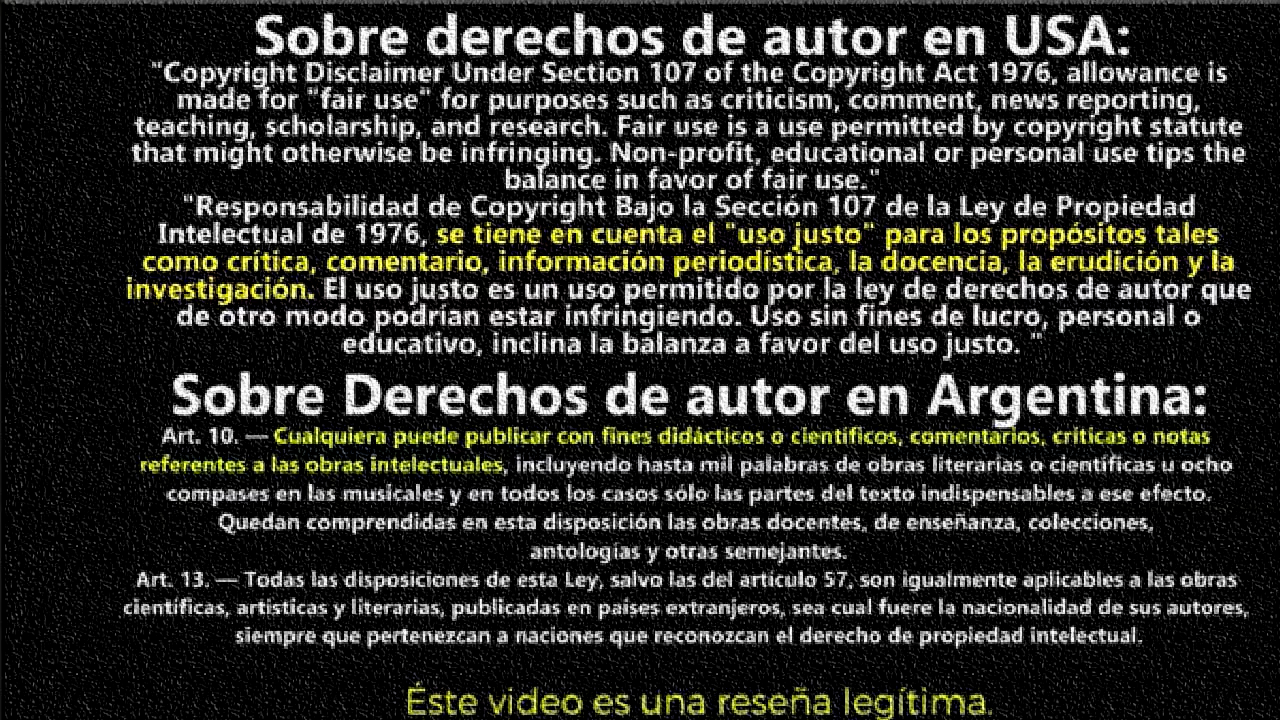 Sobre derechos de autor en USA:
"Copyright Disclaimer Under Section 107 of the Copyright Act 1976, allowance is
made for "fair use" for purposes such as criticism, comment, news reporting,
teaching, scholarship, and research. Fair use is a use permitted by copyright statute
that might otherwise be infringing. Non-profit, educational or personal use tips the
balance in favor of fair use."
"Responsabilidad de Copyright Bajo la Sección 107 de la Ley de Propiedad
Intelectual de 1976, se tiene en cuenta el "uso justo" para los propósitos tales
como crítica, comentario, información periodística, la docencia, la erudición y la
investigación. El uso justo es un uso permitido por la ley de derechos de autor que
de otro modo podrían estar infringiendo. Uso sin fines de lucro, personal o
educativo, inclina la balanza a favor del uso justo. "
Sobre Derechos de autor en Argentina:
Art. 10. — Cualquiera puede publicar con fines didácticos o científicos, comentarios, críticas o notas
referentes a las obras intelectuales, incluyendo hasta mil palabras de obras literarias o científicas u ocho
compases en las musicales y en todos los casos sólo las partes del texto indispensables a ese efecto.
Quedan comprendidas en esta disposición las obras docentes, de enseñanza, colecciones,
antologías y otras semejantes.
Art. 13. — Todas las disposiciones de esta Ley, salvo las del artículo 57, son igualmente aplicables a las obras
científicas, artísticas y literarias, publicadas en países extranjeros, sea cual fuere la nacionalidad de sus autores,
siempre que pertenezcan a naciones que reconozcan el derecho de propiedad intelectual.
Éste video es una reseña legítima.